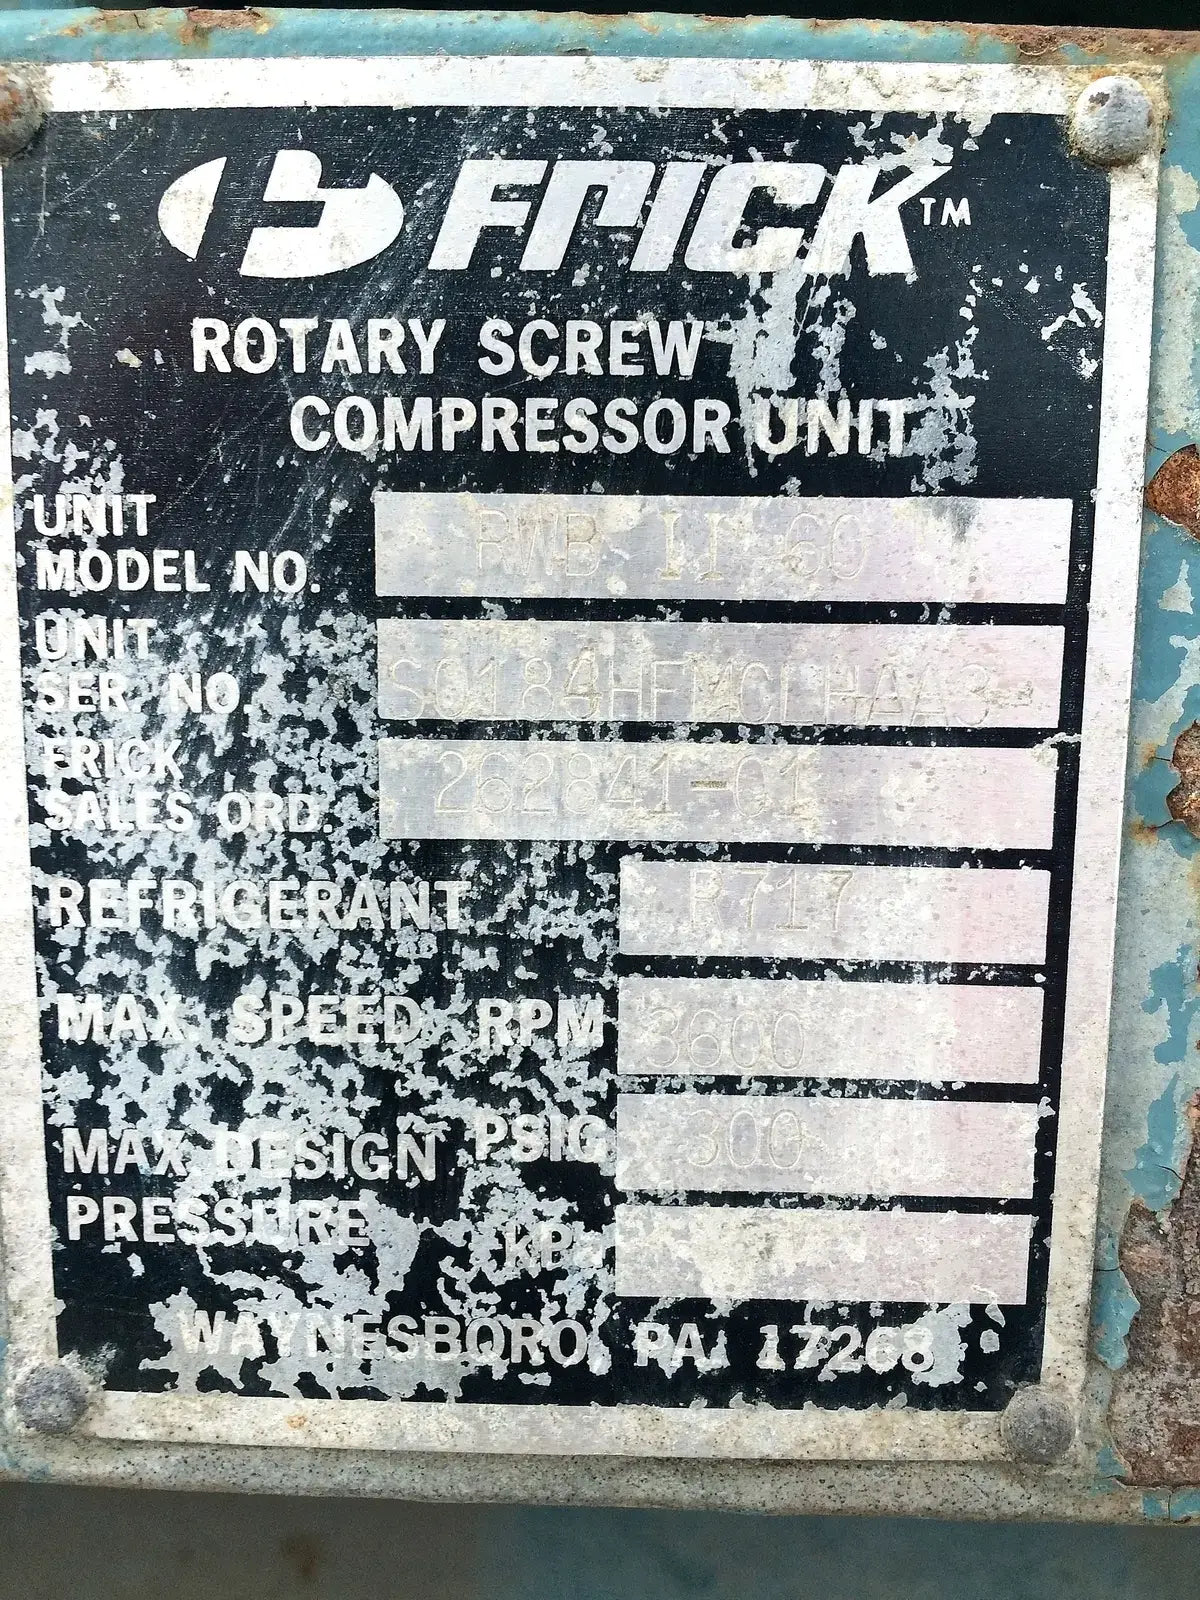 FRICK™
ROTARY SCREW
COMPRESSOR UNIT
UNIT
MODEL NO. RWB II 60
UNIT
SER. NO. S0184HFMCLHAA3
FRICK
SALES ORD. 262841-01
REFRIGERANT R717
MAX. SPEED RPM 3600
MAX DESIGN PSIG 300
PRESSURE
WAYNESBORO, PA. 17268